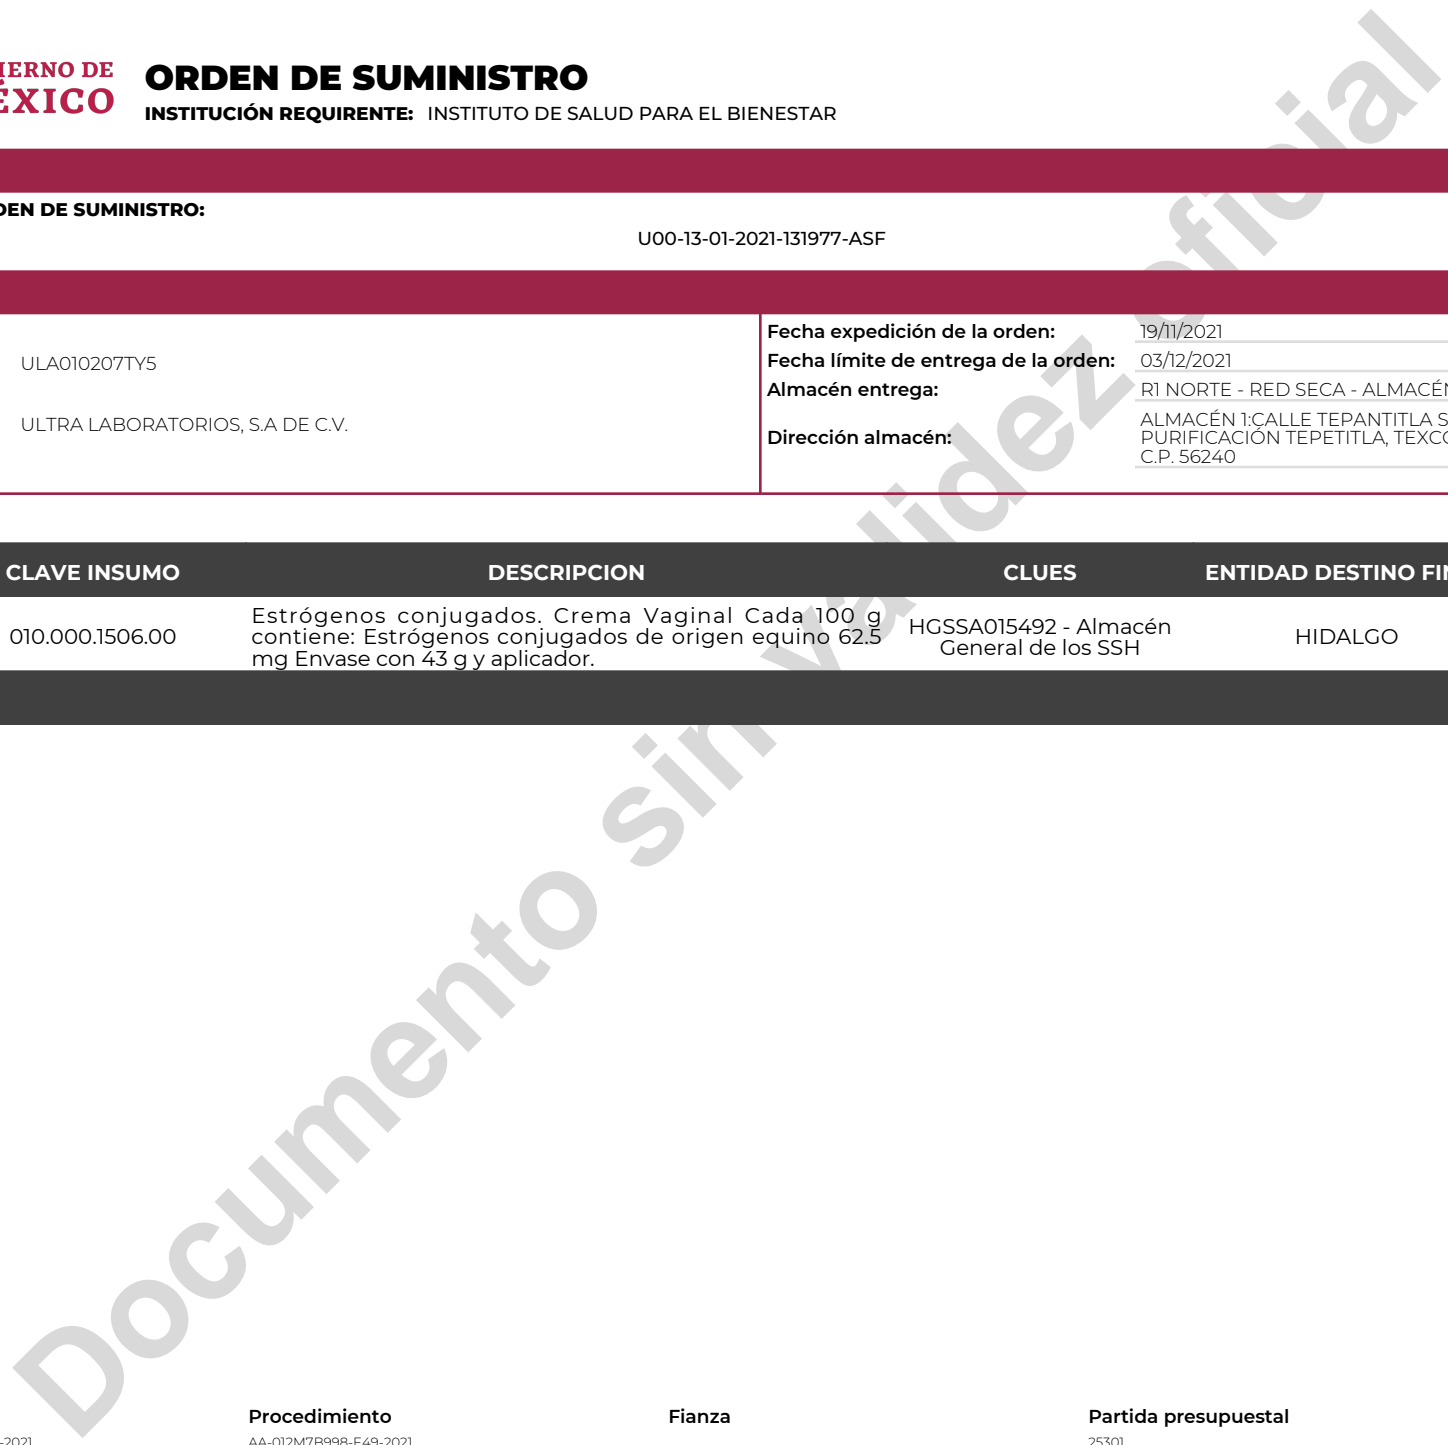 IERNO DE
ÉXICO
ORDEN DE SUMINISTRO
INSTITUCIÓN REQUIRENTE: INSTITUTO DE SALUD PARA EL BIENESTAR
DEN DE SUMINISTRO:
U00-13-01-2021-131977-ASF
ULA010207TY5
ULTRA LABORATORIOS, S.A DE C.V.
Fecha expedición de la orden: 19/11/2021
Fecha límite de entrega de la orden: 03/12/2021
Almacén entrega: R1 NORTE - RED SECA - ALMACÉN
Dirección almacén: ALMACÉN 1:CALLE TEPANTITLA S
PURIFICACIÓN TEPETITLA, TEXCO
C.P. 56240
CLAVE INSUMO DESCRIPCION CLUES ENTIDAD DESTINO FIN
010.000.1506.00
Estrógenos conjugados. Crema Vaginal Cada 100 g
contiene: Estrógenos conjugados de origen equino 62.5
mg Envase con 43 g y aplicador.
HGSSA015492 - Almacén
General de los SSH
HIDALGO
Documento sin validez oficial
Procedimiento Fianza Partida presupuestal
-2021 AA-012M7B998-E49-2021 25301